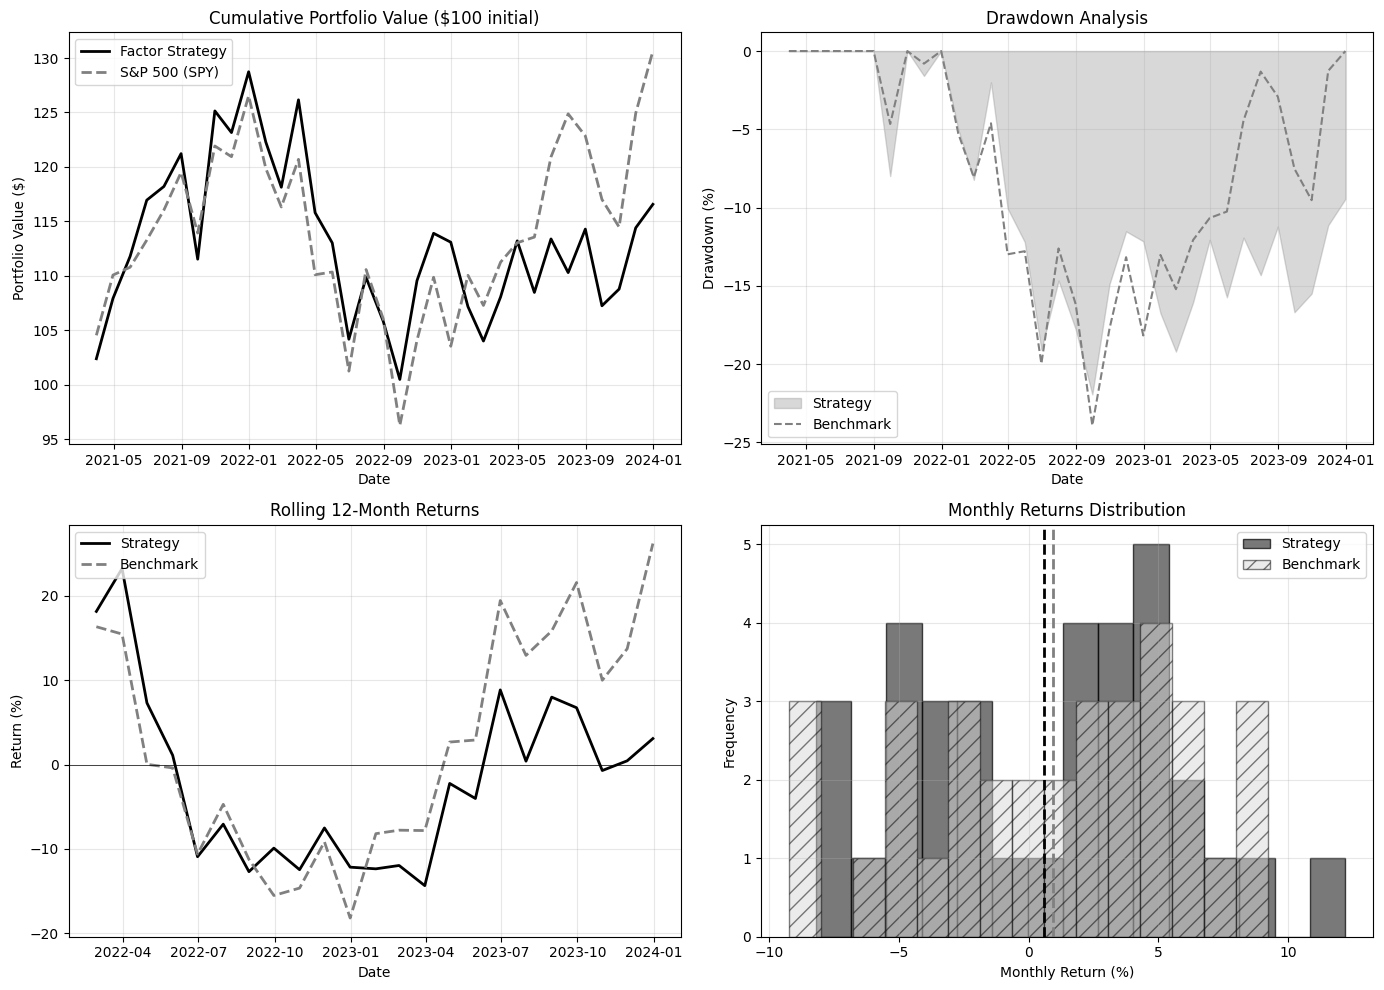 Cumulative Portfolio Value ($100 initial)
Factor Strategy
S&P 500 (SPY)
130
125
120
115
110
105
100
95
Portfolio Value ($)
2021-05 2021-09 2022-01 2022-05 2022-09 2023-01 2023-05 2023-09 2024-01
Date
Drawdown Analysis
0
−5
−10
−15
−20
−25
Drawdown (%)
Strategy
Benchmark
2021-05 2021-09 2022-01 2022-05 2022-09 2023-01 2023-05 2023-09 2024-01
Date
Rolling 12-Month Returns
Strategy
Benchmark
20
10
0
−10
−20
Return (%)
2022-04 2022-07 2022-10 2023-01 2023-04 2023-07 2023-10 2024-01
Date
Monthly Returns Distribution
Strategy
Benchmark
5
4
3
2
1
0
Frequency
−10 −5 0 5 10
Monthly Return (%)